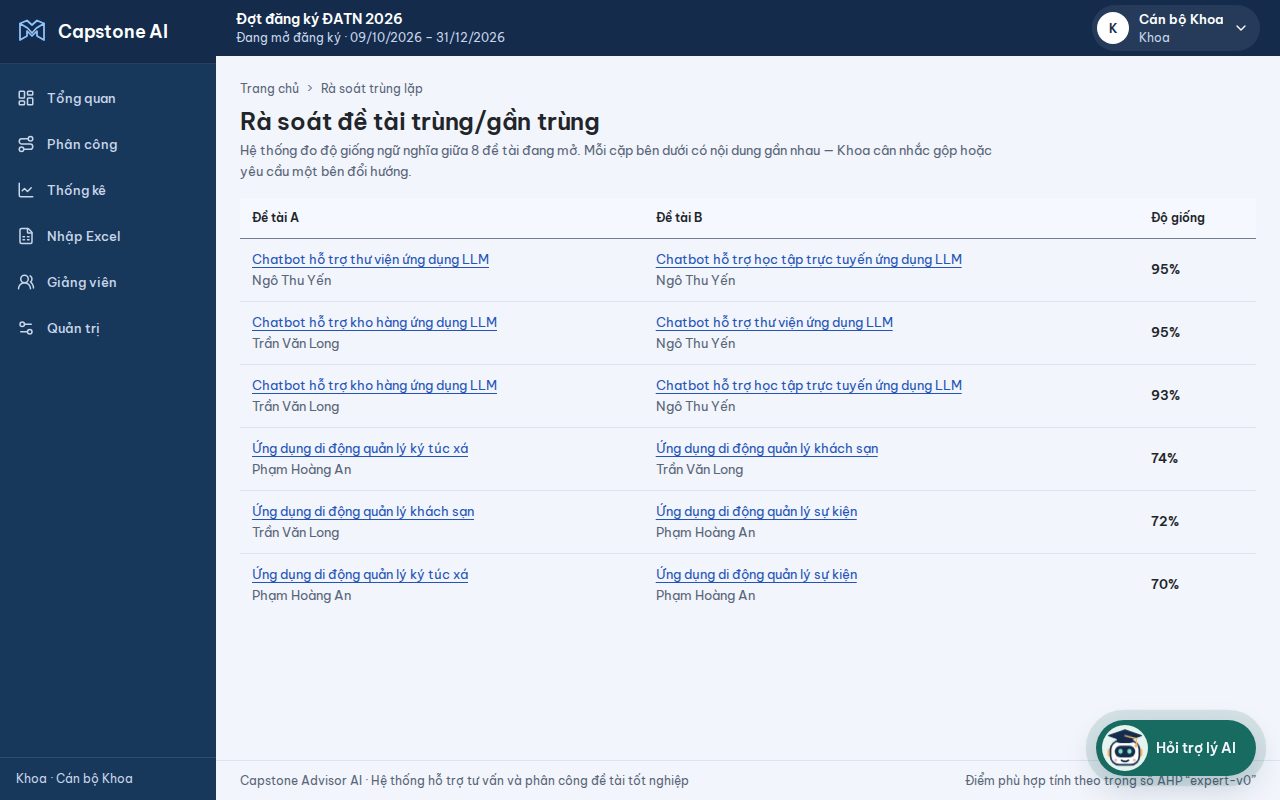 Capstone AI
Đợt đăng ký ĐATN 2026
Đang mở đăng ký · 09/10/2026 – 31/12/2026
K
Cán bộ Khoa
Khoa
Tổng quan
Phân công
Thống kê
Nhập Excel
Giảng viên
Quản trị
Khoa · Cán bộ Khoa
Trang chủ › Rà soát trùng lặp
Rà soát đề tài trùng/gần trùng
Hệ thống đo độ giống ngữ nghĩa giữa 8 đề tài đang mở. Mỗi cặp bên dưới có nội dung gần nhau — Khoa cân nhắc gộp hoặc
yêu cầu một bên đổi hướng.
Đề tài A Đề tài B Độ giống
Chatbot hỗ trợ thư viện ứng dụng LLM Chatbot hỗ trợ học tập trực tuyến ứng dụng LLM
Ngô Thu Yến Ngô Thu Yến
95%
Chatbot hỗ trợ kho hàng ứng dụng LLM Chatbot hỗ trợ thư viện ứng dụng LLM
Trần Văn Long Ngô Thu Yến
95%
Chatbot hỗ trợ kho hàng ứng dụng LLM Chatbot hỗ trợ học tập trực tuyến ứng dụng LLM
Trần Văn Long Ngô Thu Yến
93%
Ứng dụng di động quản lý ký túc xá Ứng dụng di động quản lý khách sạn
Phạm Hoàng An Trần Văn Long
74%
Ứng dụng di động quản lý khách sạn Ứng dụng di động quản lý sự kiện
Trần Văn Long Phạm Hoàng An
72%
Ứng dụng di động quản lý ký túc xá Ứng dụng di động quản lý sự kiện
Phạm Hoàng An Phạm Hoàng An
70%
Hỏi trợ lý AI
Capstone Advisor AI · Hệ thống hỗ trợ tư vấn và phân công đề tài tốt nghiệp
Điểm phù hợp tính theo trọng số AHP “expert-v0”